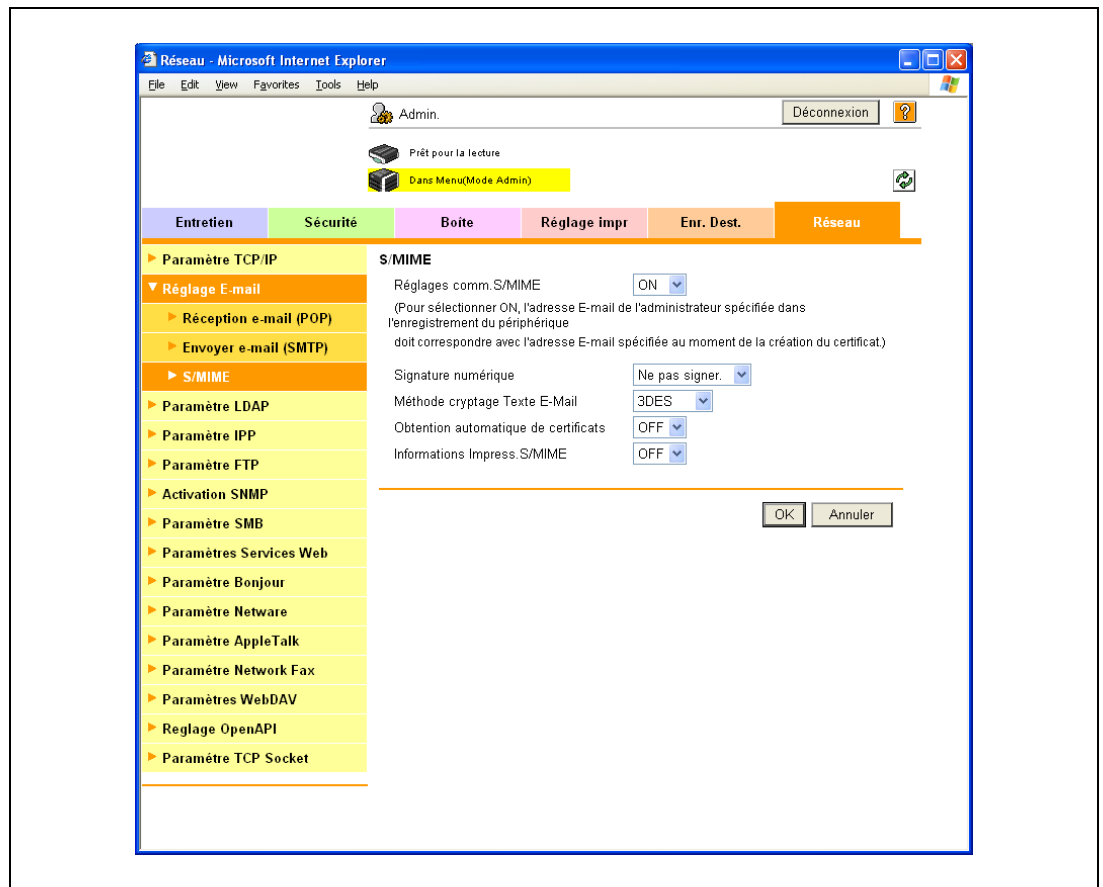 Réseau - Microsoft Internet Explorer
File Edit View Favorites Tools Help
Admin.
Déconnexion
?
Prêt pour la lecture
Dans Menu(Mode Admin)
Entretien Sécurité Boîte Réglage impr Enr. Dest. Réseau
Paramètre TCP/IP
Réglage E-mail
Réception e-mail (POP)
Envoyer e-mail (SMTP)
S/MIME
Paramètre LDAP
Paramètre IPP
Paramètre FTP
Activation SNMP
Paramètre SMB
Paramètres Services Web
Paramètre Bonjour
Paramètre Netware
Paramètre AppleTalk
Paramétre Network Fax
Paramètres WebDAV
Reglage OpenAPI
Paramétre TCP Socket
S/MIME
Réglages comm.S/MIME ON
(Pour sélectionner ON, l'adresse E-mail de l'administrateur spécifiée dans
l'enregistrement du périphérique
doit correspondre avec l'adresse E-mail spécifiée au moment de la création du certificat.)
Signature numérique Ne pas signer.
Méthode cryptage Texte E-Mail 3DES
Obtention automatique de certificats OFF
Informations Impress.S/MIME OFF
OK Annuler